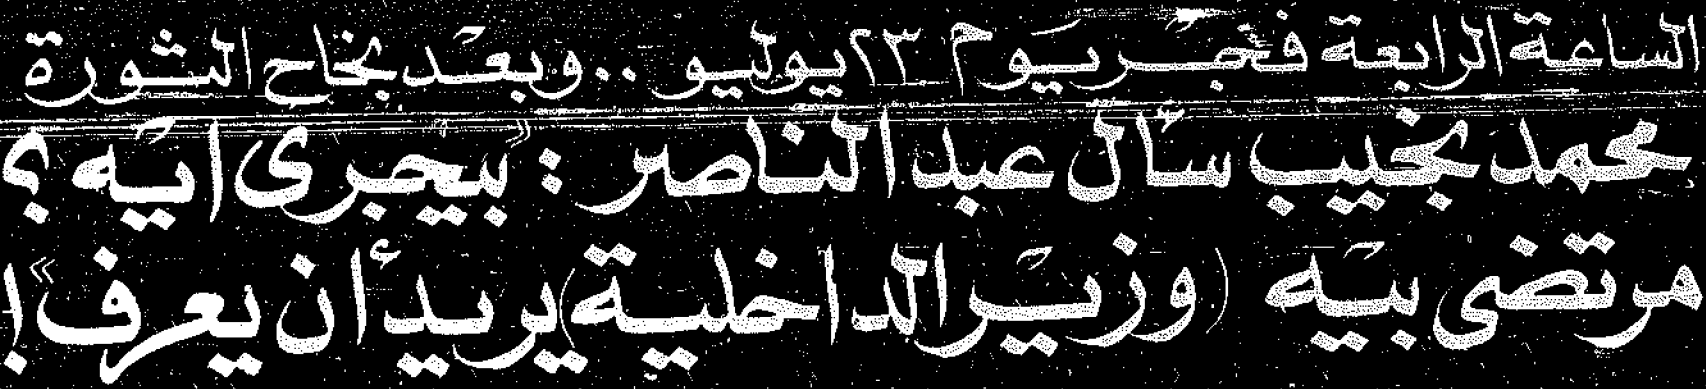 الساعة الرابعة فجر يوم ٢٣ يوليو .. وبعد نجاح الثورة
محمد نجيب سأل عبد الناصر : "بيجرى ايه ؟
مرتضى بيه (وزير الداخلية) يريد أن يعرف"!